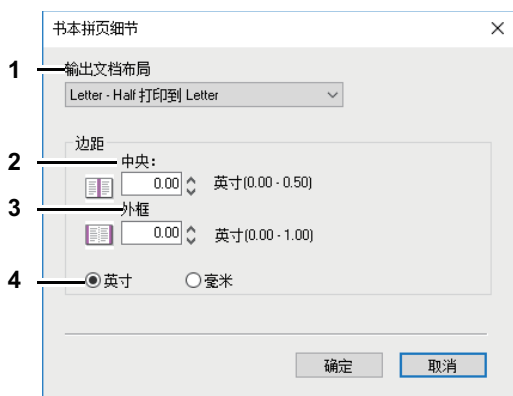 书本拼页细节
1 输出文档布局
Letter - Half 打印到 Letter
边距
2 中央:
0.00 英寸(0.00 - 0.50)
3 外框
0.00 英寸(0.00 - 1.00)
4 英寸 毫米
确定 取消